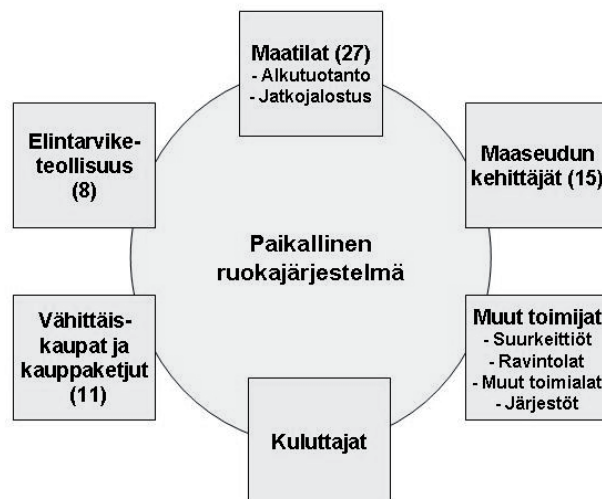 Maatilat (27)
- Alkutuotanto
- Jatkojalostus
Elintarvike-
teollisuus
(8)
Maaseudun
kehittäjät (15)
Paikallinen
ruokajärjestelmä
Vähittäis-
kaupat ja
kauppaketjut
(11)
Muut toimijat
- Suurkeittiöt
- Ravintolat
- Muut toimialat
- Järjestöt
Kuluttajat